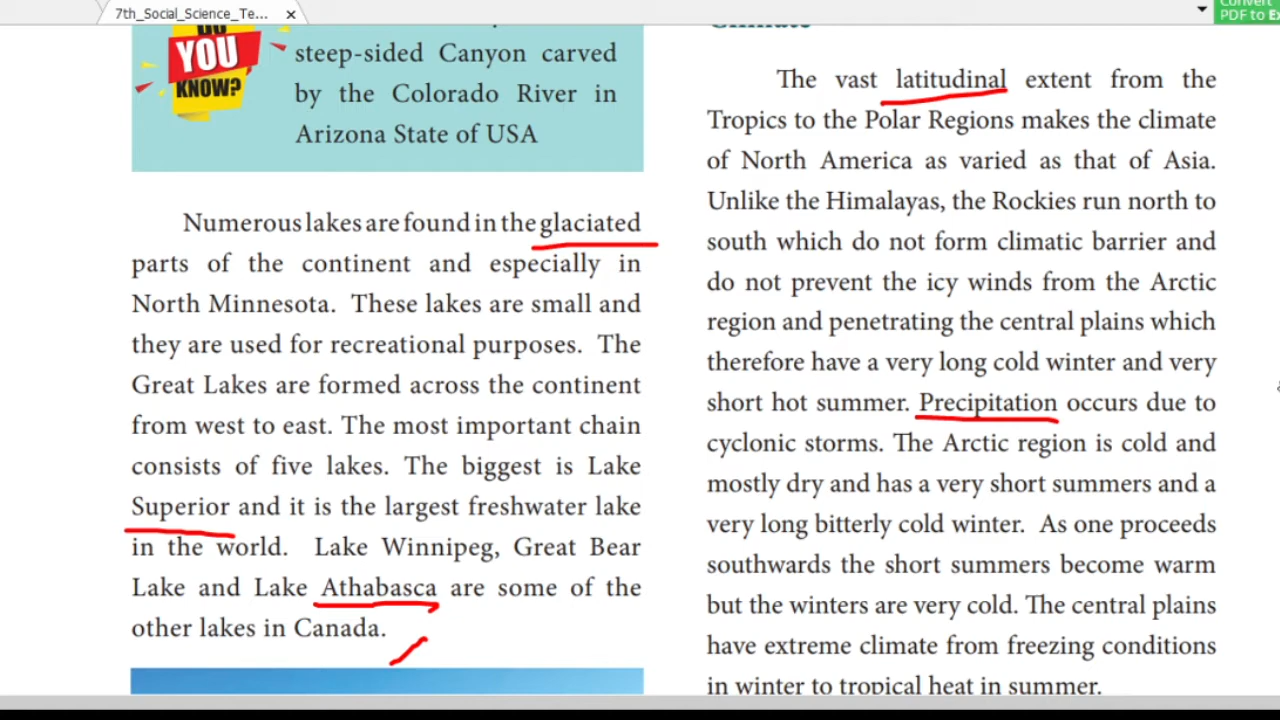 7th_Social_Science_Te...
Convert
PDF to Ex
DO
YOU
KNOW?
steep-sided Canyon carved
by the Colorado River in
Arizona State of USA
Numerous lakes are found in the glaciated
parts of the continent and especially in
North Minnesota. These lakes are small and
they are used for recreational purposes. The
Great Lakes are formed across the continent
from west to east. The most important chain
consists of five lakes. The biggest is Lake
Superior and it is the largest freshwater lake
in the world. Lake Winnipeg, Great Bear
Lake and Lake Athabasca are some of the
other lakes in Canada.
Climate
The vast latitudinal extent from the
Tropics to the Polar Regions makes the climate
of North America as varied as that of Asia.
Unlike the Himalayas, the Rockies run north to
south which do not form climatic barrier and
do not prevent the icy winds from the Arctic
region and penetrating the central plains which
therefore have a very long cold winter and very
short hot summer. Precipitation occurs due to
cyclonic storms. The Arctic region is cold and
mostly dry and has a very short summers and a
very long bitterly cold winter. As one proceeds
southwards the short summers become warm
but the winters are very cold. The central plains
have extreme climate from freezing conditions
in winter to tropical heat in summer.